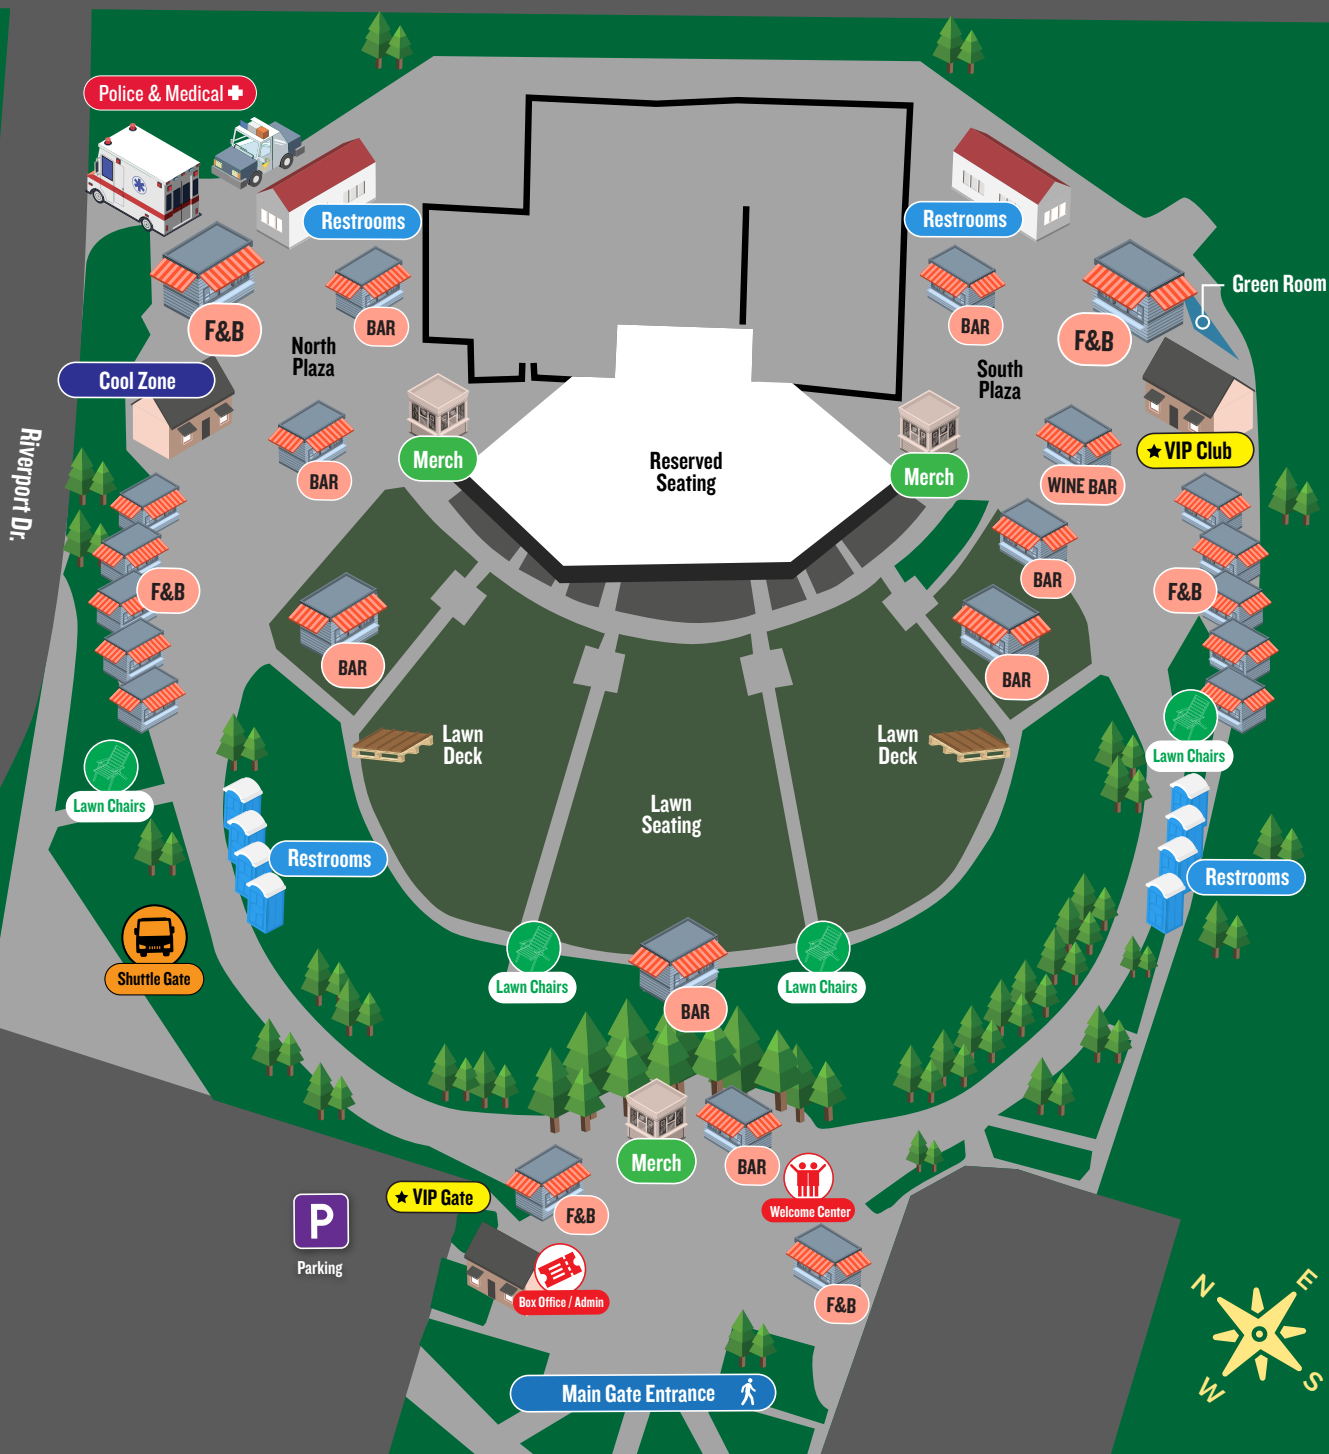 Police & Medical
Restrooms
Restrooms
Green Room
F&B
BAR
BAR
F&B
North
Plaza
South
Plaza
Cool Zone
Riverport Dr.
Merch
Reserved
Seating
Merch
VIP Club
BAR
WINE BAR
F&B
BAR
F&B
BAR
BAR
Lawn
Deck
Lawn
Deck
Lawn Chairs
Lawn Chairs
Lawn
Seating
Restrooms
Restrooms
Shuttle Gate
Lawn Chairs
Lawn Chairs
BAR
Merch
BAR
VIP Gate
F&B
Welcome Center
P
Parking
Box Office / Admin
F&B
Main Gate Entrance
N
E
W
S